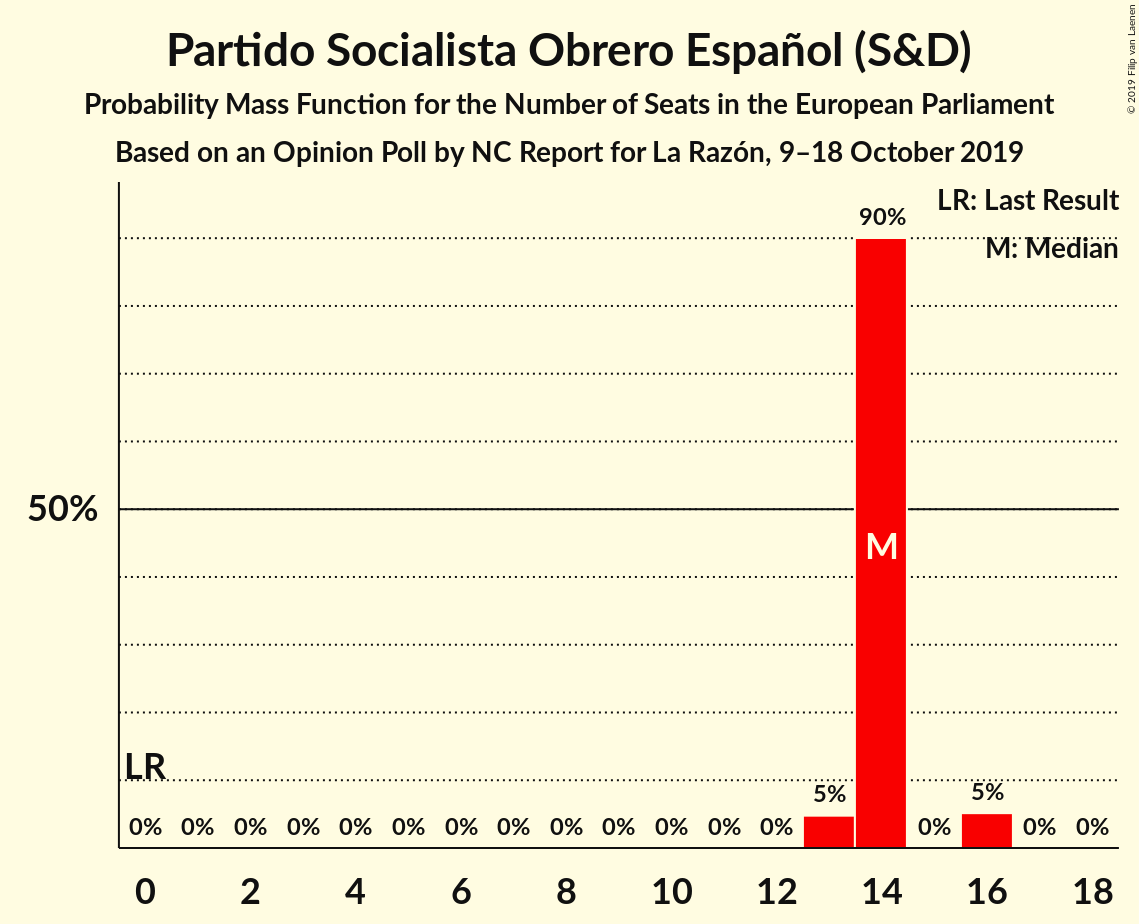 Partido Socialista Obrero Español (S&D)
Probability Mass Function for the Number of Seats in the European Parliament
Based on an Opinion Poll by NC Report for La Razón, 9–18 October 2019
© 2019 Filip van Laenen
LR: Last Result
M: Median
90%
50%
M
LR
5%
5%
0% 0% 0% 0% 0% 0% 0% 0% 0% 0% 0% 0% 0% 0% 0% 0%
0 2 4 6 8 10 12 14 16 18